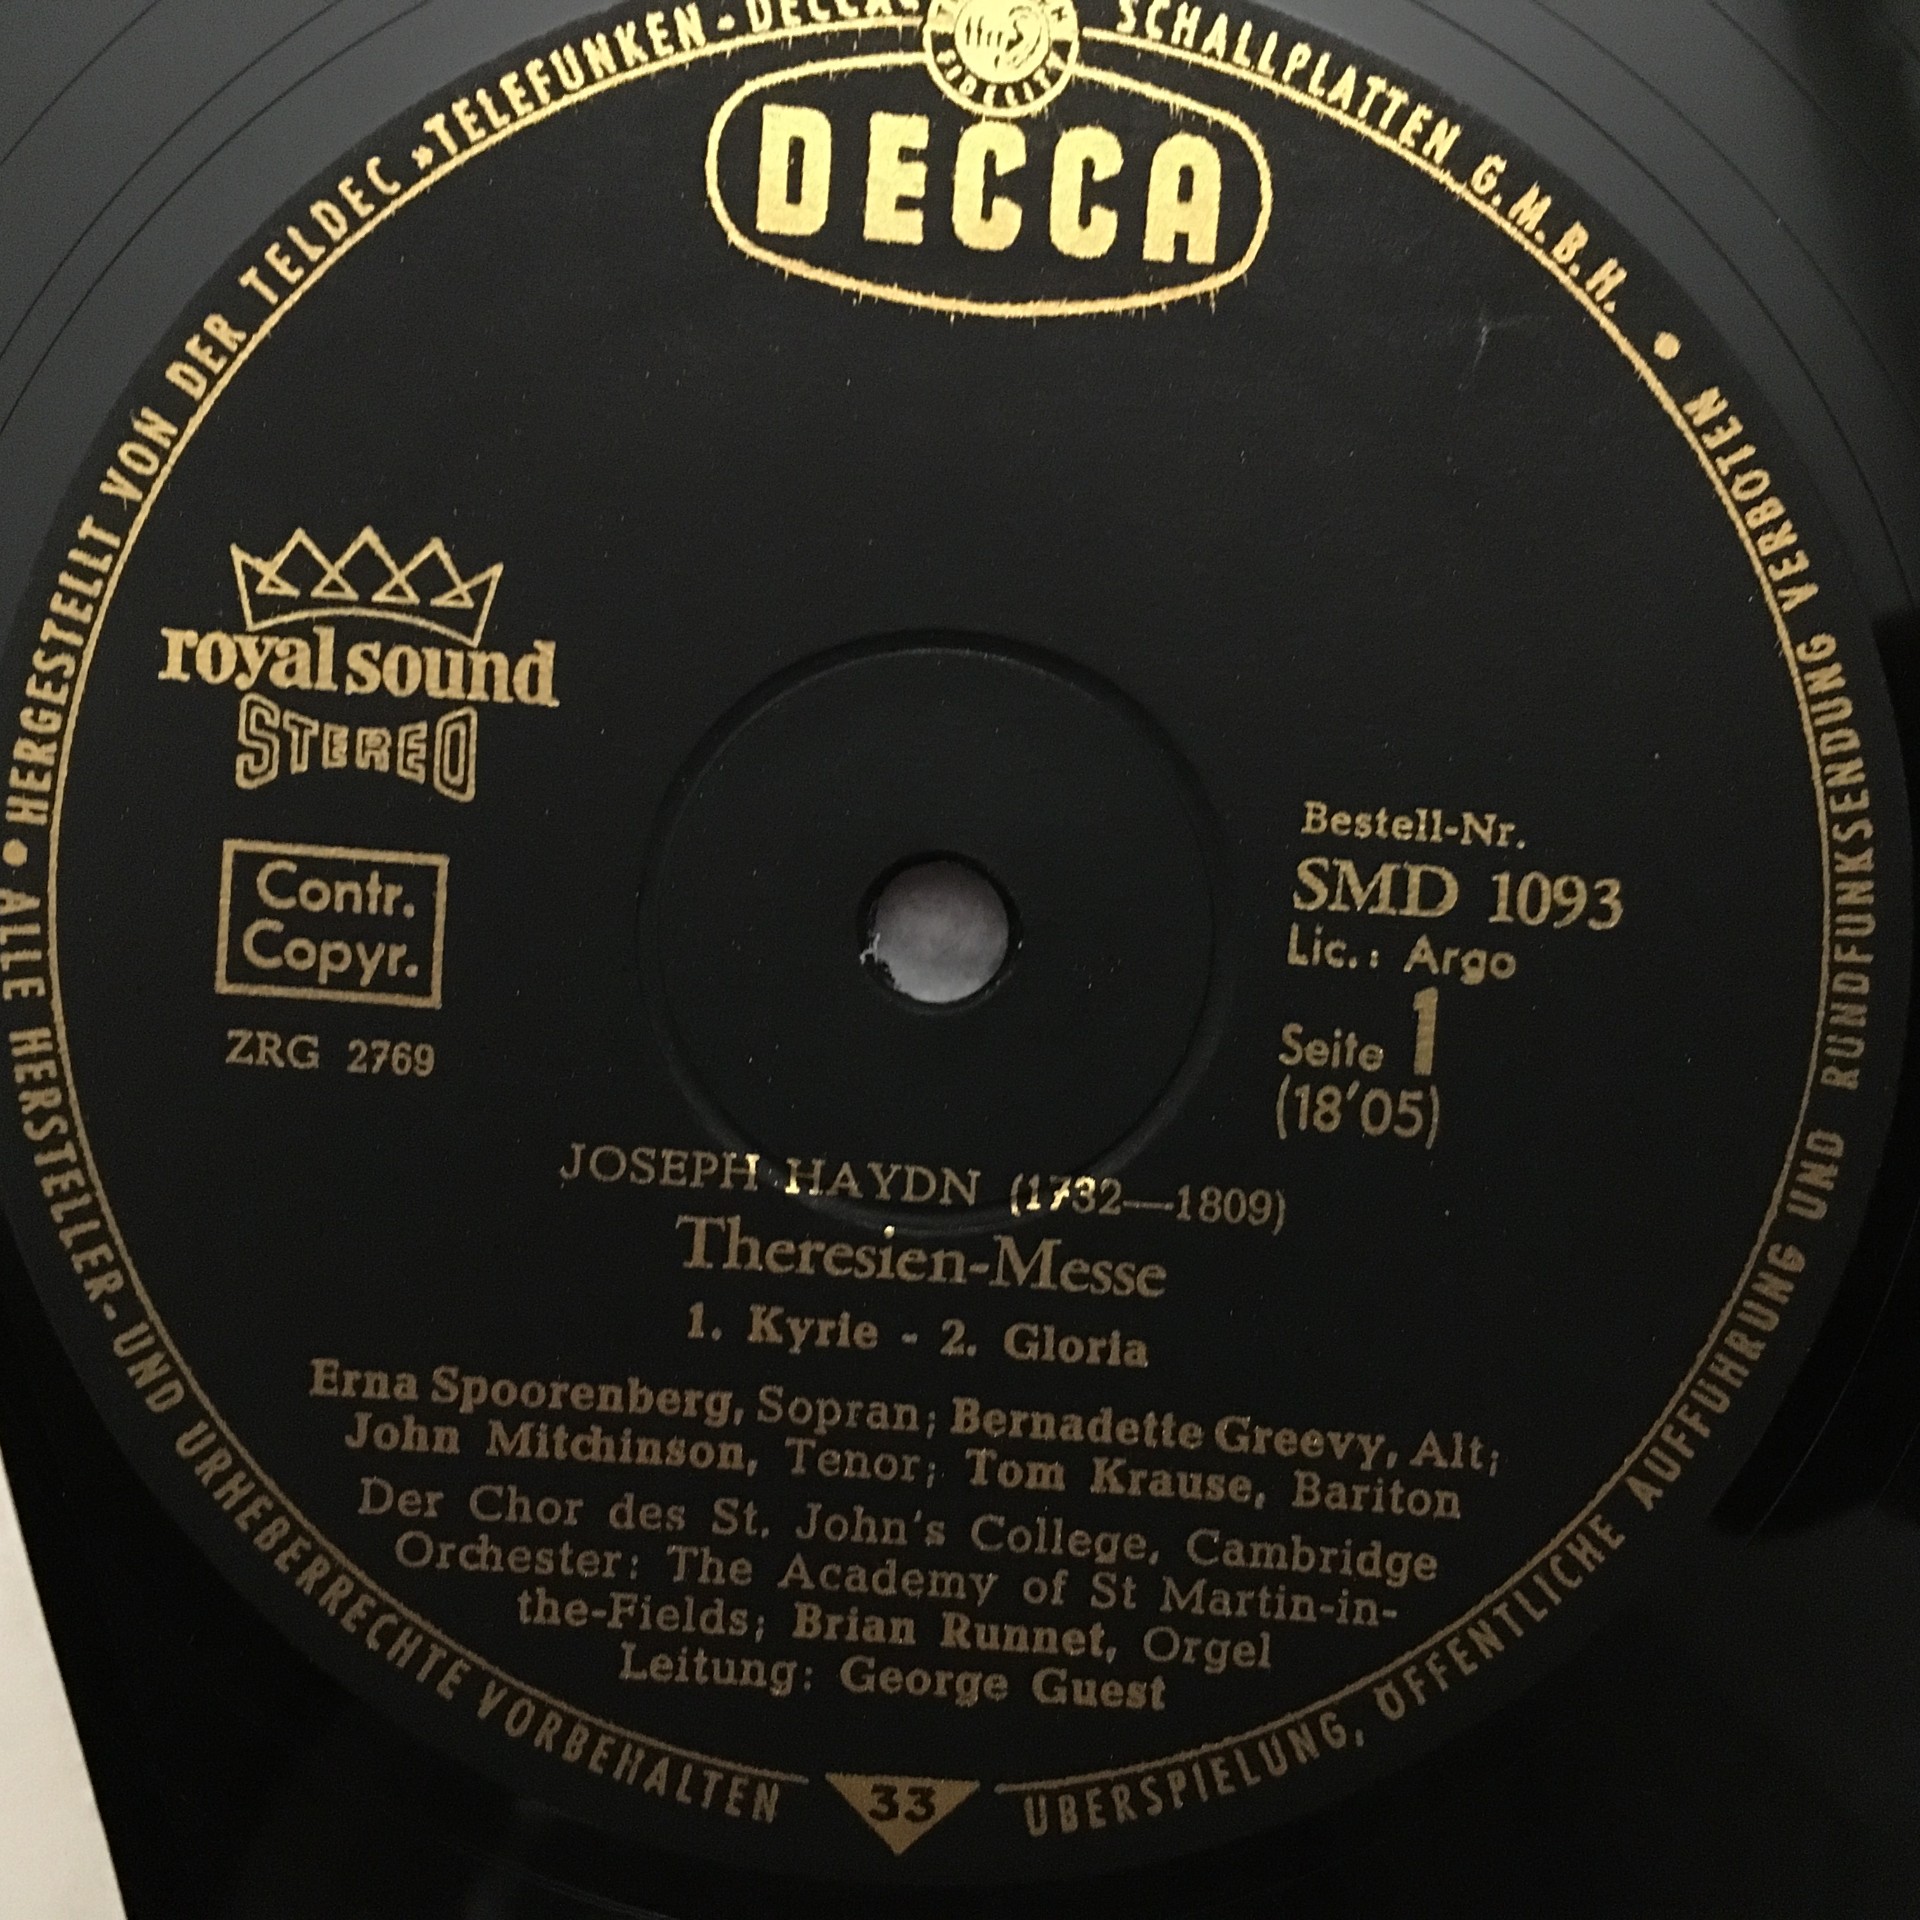 HERGESTELLT VON DER TELDEC »TELEFUNKEN-DECCA« SCHALLPLATTEN G.M.B.H.
FIDELITY
DECCA
royal sound
STEREO
Contr.
Copyr.
ZRG 2769
Bestell-Nr.
SMD 1093
Lic.: Argo
Seite 1
(18'05)
JOSEPH HAYDN (1732—1809)
Theresien-Messe
1. Kyrie - 2. Gloria
Erna Spoorenberg, Sopran; Bernadette Greevy, Alt;
John Mitchinson, Tenor; Tom Krause, Bariton
Der Chor des St. John's College, Cambridge
Orchester: The Academy of St Martin-in-
the-Fields; Brian Runnet, Orgel
Leitung: George Guest
33
ALLE HERSTELLER- UND URHEBERRECHTE VORBEHALTEN
ÜBERSPIELUNG, ÖFFENTLICHE AUFFÜHRUNG UND RUNDFUNKSENDUNG VERBOTEN